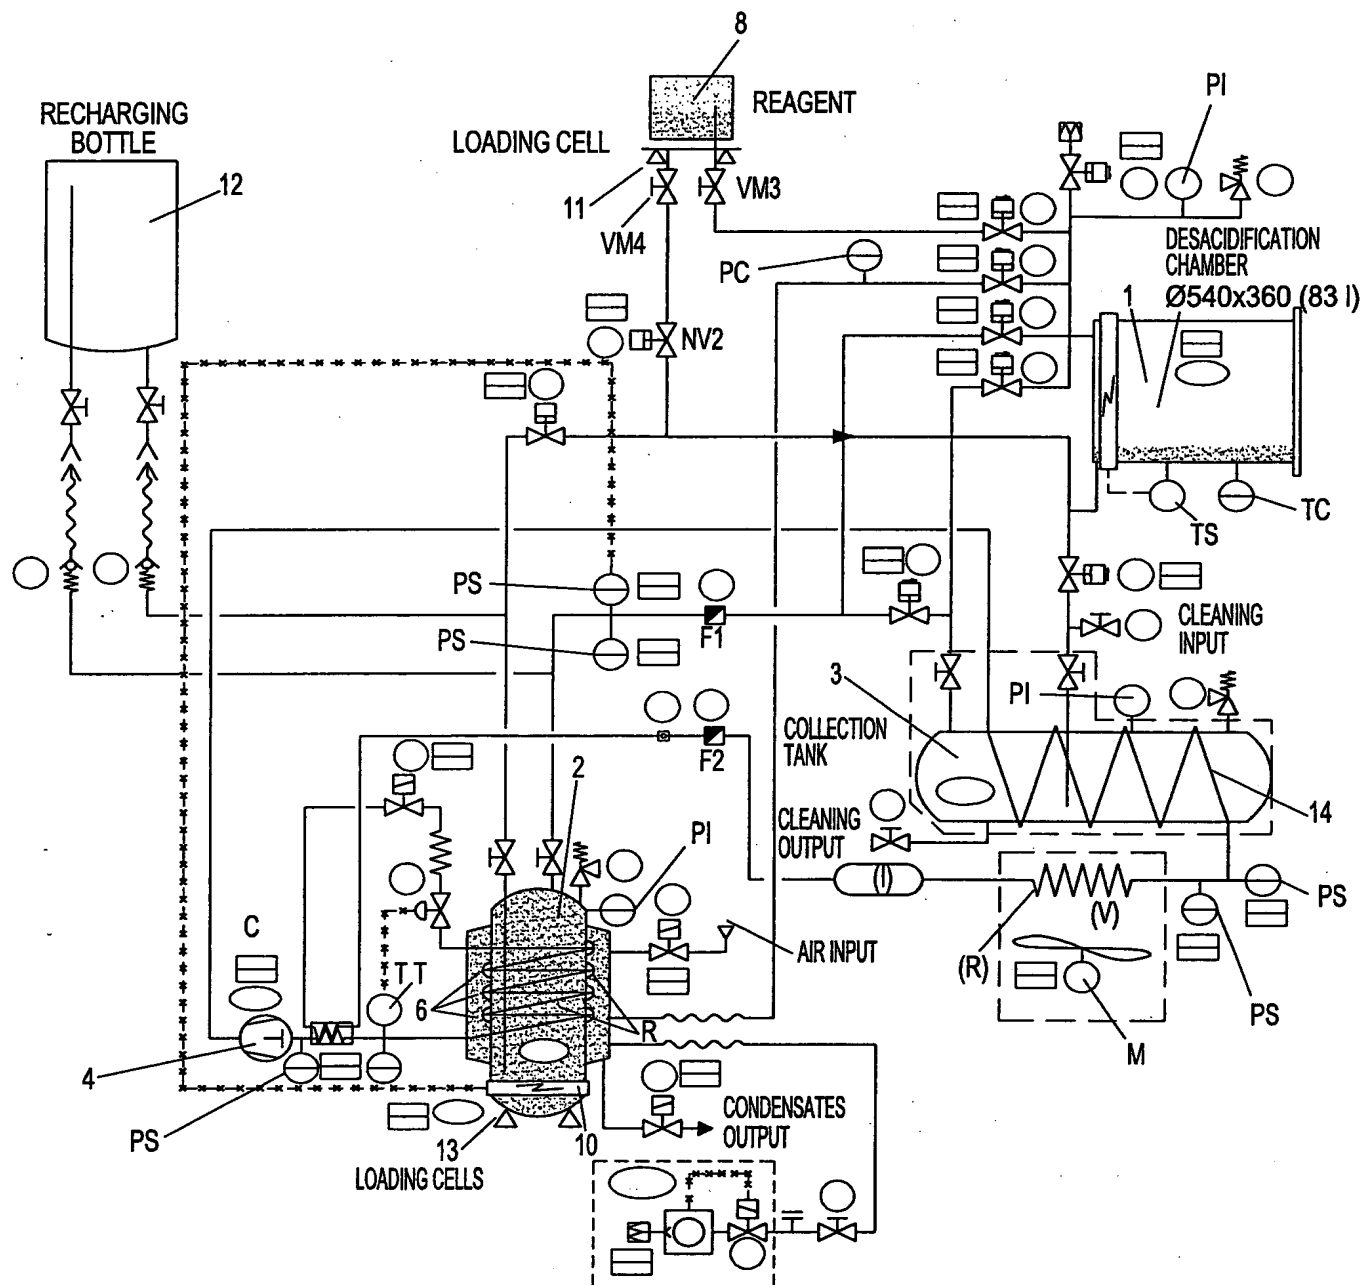 8
PI
RECHARGING
BOTTLE
REAGENT
LOADING CELL
12
11
VM3
VM4
PC
DESACIDIFICATION
CHAMBER
1
Ø540x360 (83 l)
NV2
TS
TC
PS
PS
F1
CLEANING
INPUT
3
PI
COLLECTION
TANK
F2
2
14
CLEANING
OUTPUT
PI
C
(V)
PS
AIR INPUT
(R)
TT
6
R
PS
M
4
PS
CONDENSATES
OUTPUT
13
10
LOADING CELLS